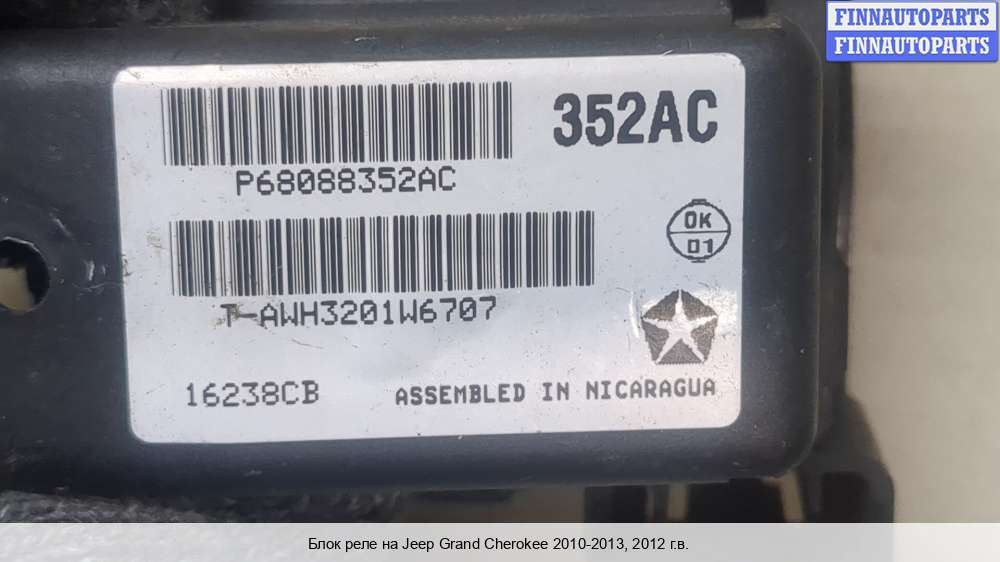 FINNAUTOPARTS
FINNAUTOPARTS
352AC
P68088352AC
OK
01
T-AWH3201W6707
16238CB
ASSEMBLED IN NICARAGUA
Блок реле на Jeep Grand Cherokee 2010-2013, 2012 г.в.